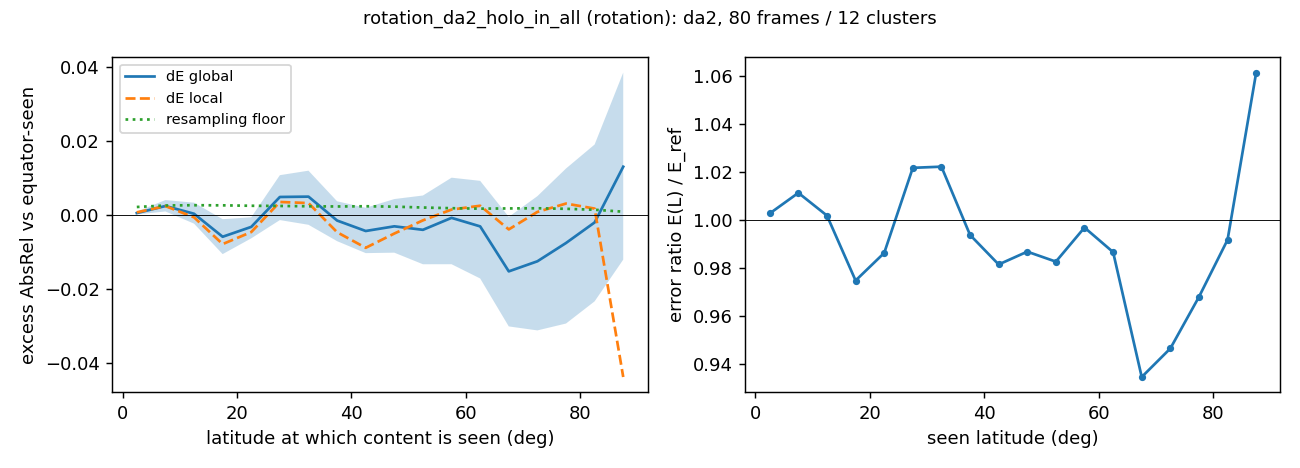 rotation_da2_holo_in_all (rotation): da2, 80 frames / 12 clusters
excess AbsRel vs equator-seen
0.04
0.02
0.00
−0.02
−0.04
dE global
dE local
resampling floor
0 20 40 60 80
latitude at which content is seen (deg)
error ratio E(L) / E_ref
1.06
1.04
1.02
1.00
0.98
0.96
0.94
0 20 40 60 80
seen latitude (deg)